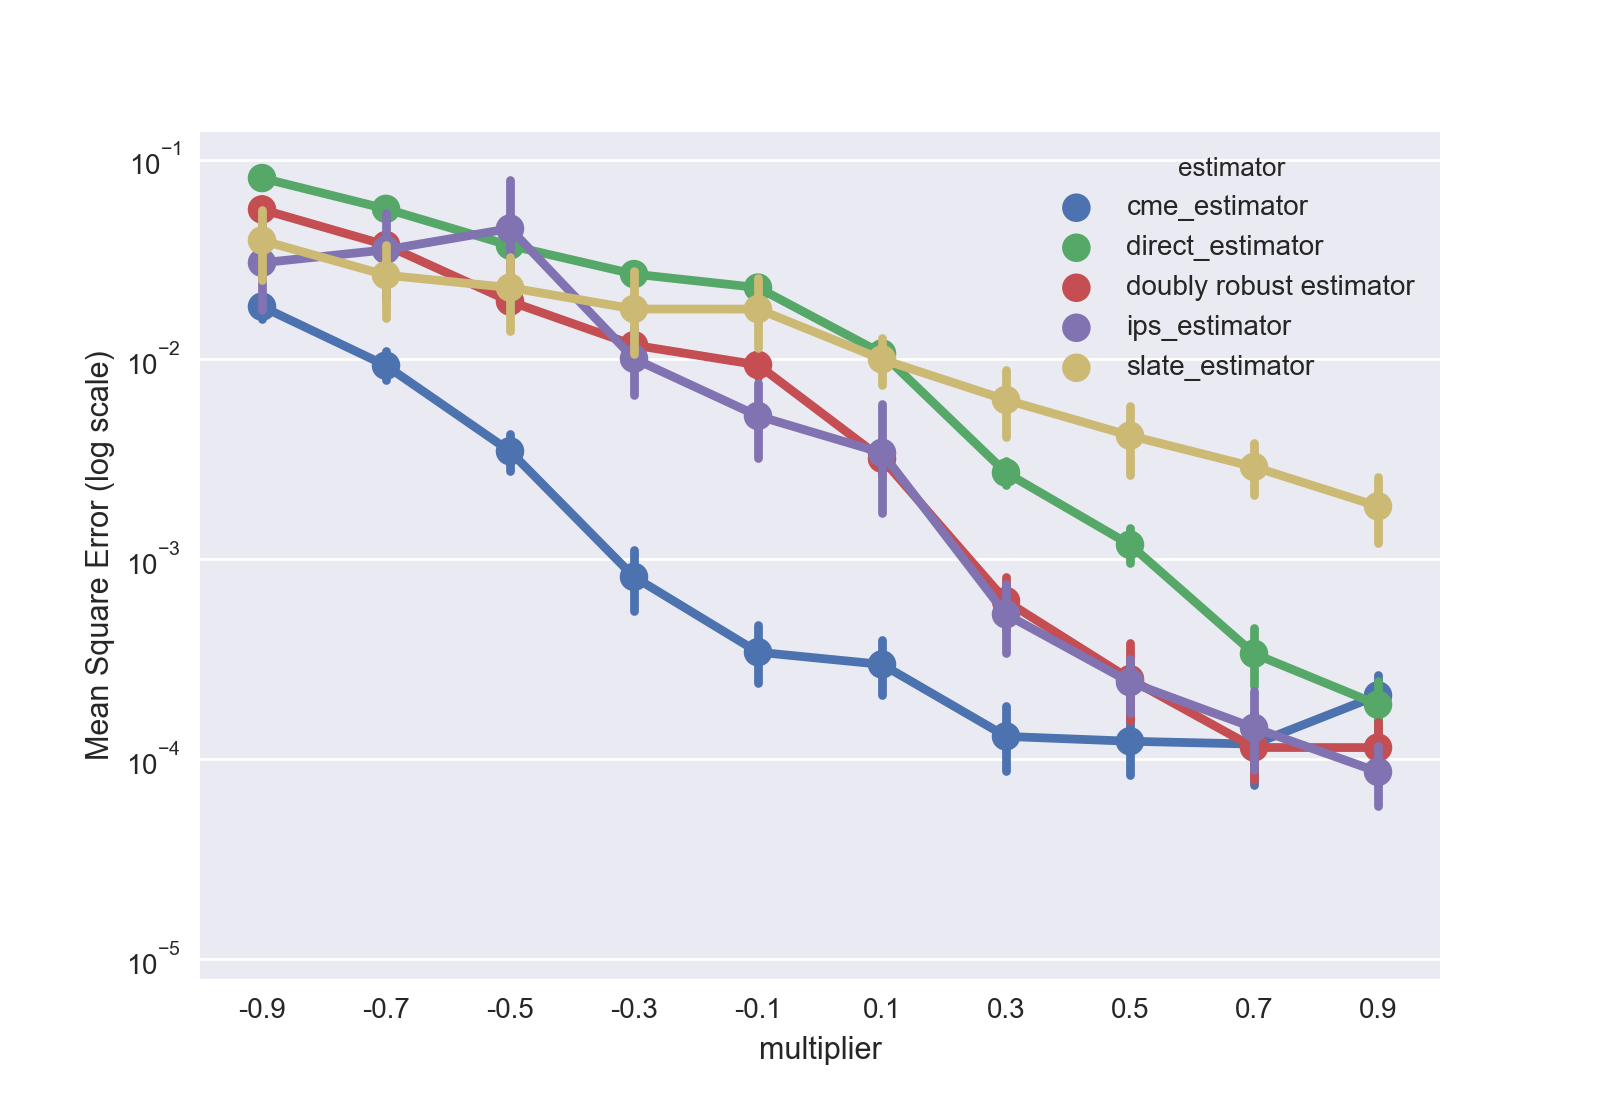 Mean Square Error (log scale)
10^−1
10^−2
10^−3
10^−4
10^−5
estimator
cme_estimator
direct_estimator
doubly robust estimator
ips_estimator
slate_estimator
-0.9 -0.7 -0.5 -0.3 -0.1 0.1 0.3 0.5 0.7 0.9
multiplier